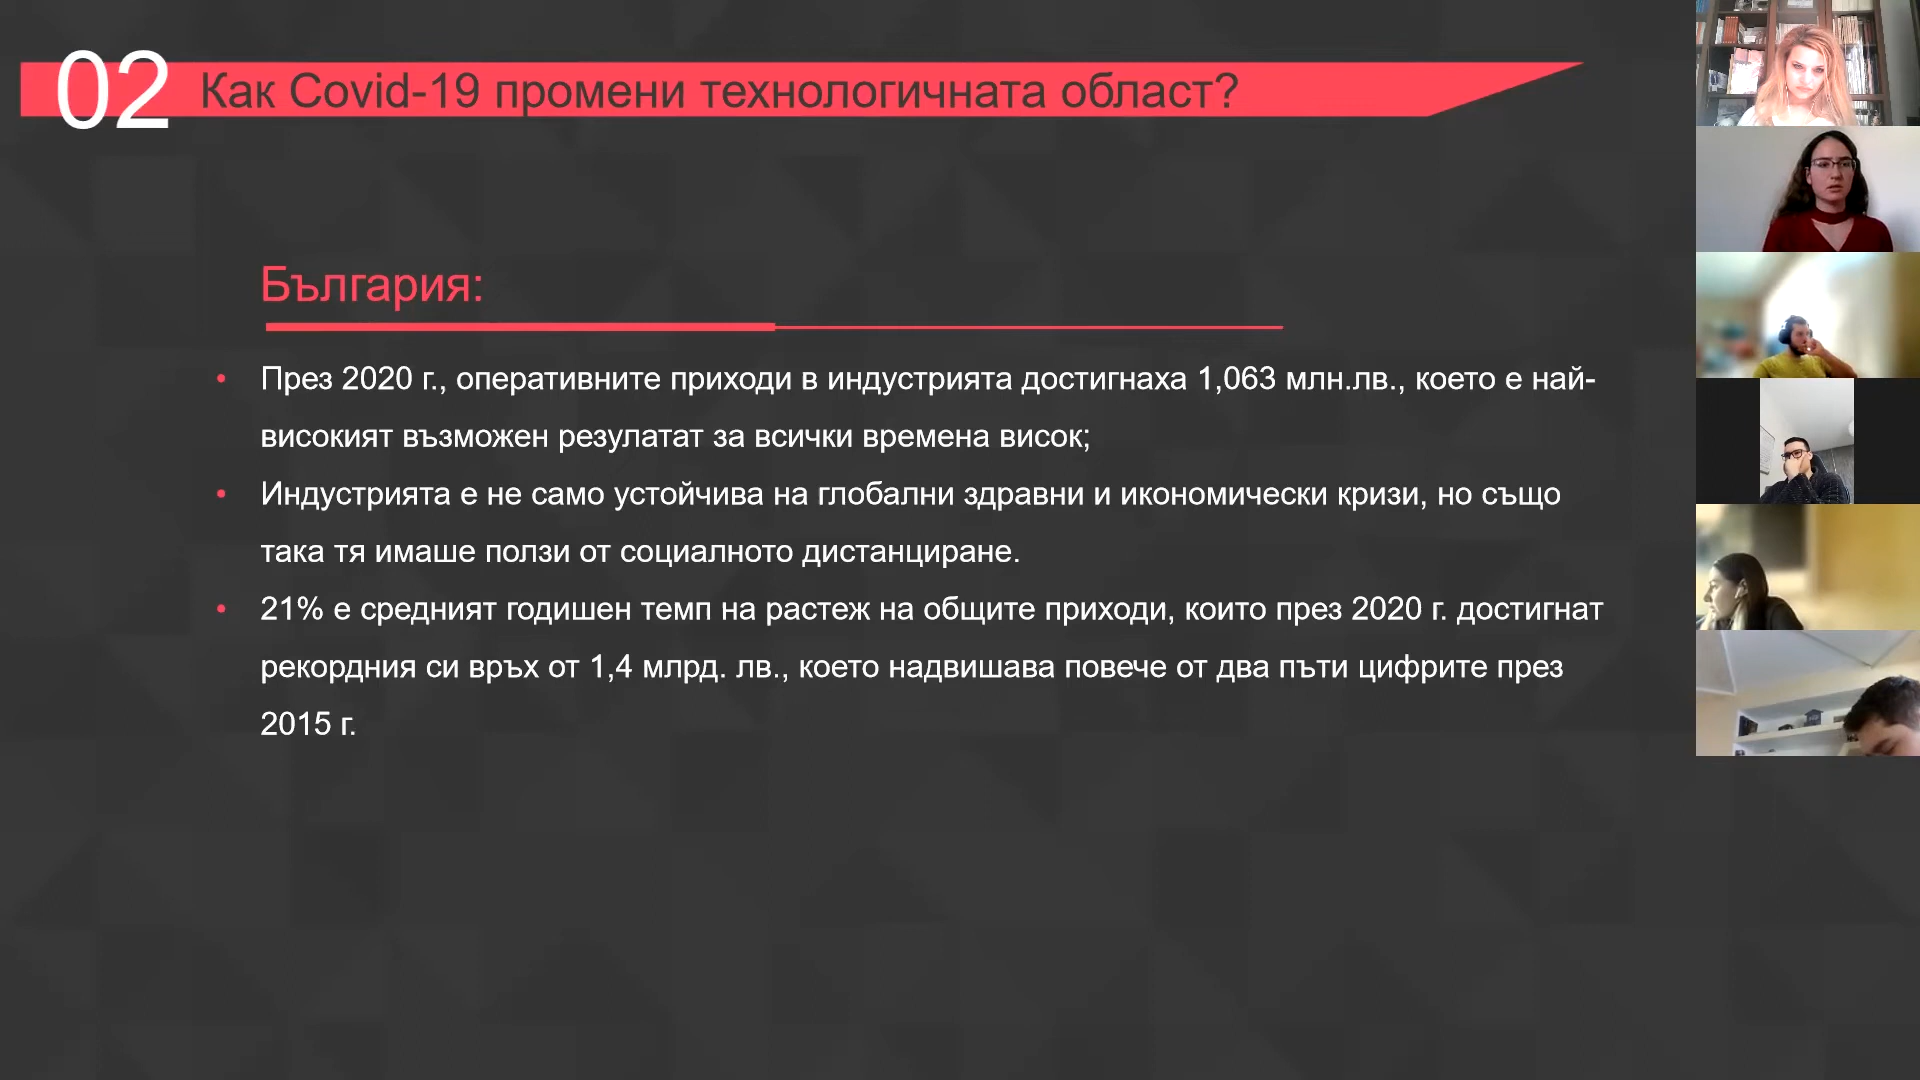 02
Как Covid-19 промени технологичната област?
България:
• През 2020 г., оперативните приходи в индустрията достигнаха 1,063 млн.лв., което е най-
високият възможен резулатат за всички времена висок;
• Индустрията е не само устойчива на глобални здравни и икономически кризи, но също
така тя имаше ползи от социалното дистанциране.
• 21% е средният годишен темп на растеж на общите приходи, които през 2020 г. достигнат
рекордния си връх от 1,4 млрд. лв., което надвишава повече от два пъти цифрите през
2015 г.